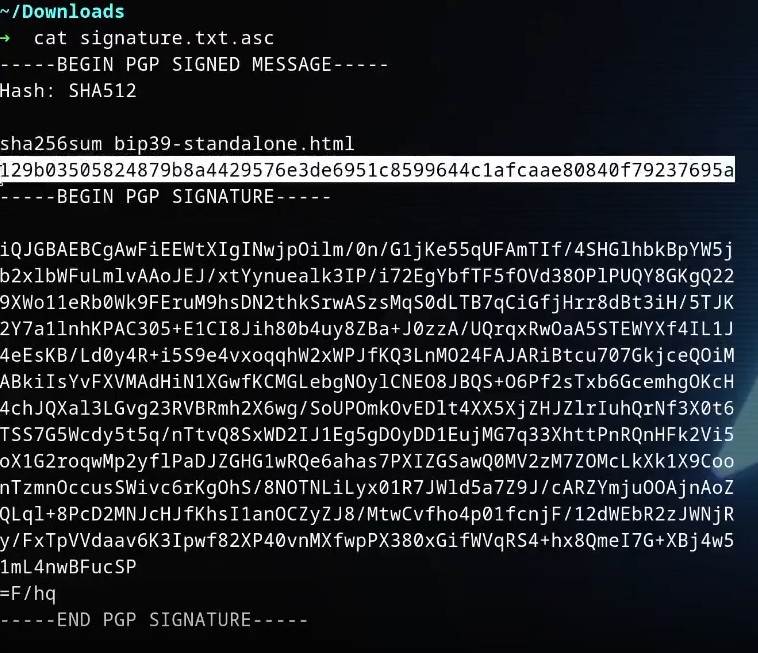 ~/Downloads
→ cat signature.txt.asc
-----BEGIN PGP SIGNED MESSAGE-----
Hash: SHA512
sha256sum bip39-standalone.html
129b03505824879b8a4429576e3de6951c8599644c1afcaae80840f79237695a
-----BEGIN PGP SIGNATURE-----
iQJGBAEBCgAwFiEEWtXIgINwjpOilm/0n/G1jKe55qUFAmTIf/4SHGlhbkBpYW5j
b2xlbWFuLmlvAAoJEJ/xtYynuealk3IP/i72EgYbfTF5fOVd38OPlPUQY8GKgQ22
9XWo11eRb0Wk9FEruM9hsDN2thkSrwASzsMqS0dLTB7qCiGfjHrr8dBt3iH/5TJK
2Y7a1lnhKPAC305+E1CI8Jih80b4uy8ZBa+J0zzA/UQrqxRwOaA5STEWYXf4IL1J
4eEsKB/Ld0y4R+i5S9e4vxoqqhW2xWPJfKQ3LnMO24FAJARiBtcu707GkjceQOiM
ABkiIsYvFXVMAdHiN1XGwfKCMGLebgNOylCNEO8JBQS+O6Pf2sTxb6GcemhgOKcH
4chJQXal3LGvg23RVBRmh2X6wg/SoUPOmkOvEDlt4XX5XjZHJZlrIuhQrNf3X0t6
TSS7G5Wcdy5t5q/nTtvQ8SxWD2IJ1Eg5gDOyDD1EujMG7q33XhttPnRQnHFk2Vi5
oX1G2roqwMp2yflPaDJZGHG1wRQe6ahas7PXIZGSawQ0MV2zM7ZOMcLkXk1X9Coo
nTzmnOccusSWivc6rKgOhS/8NOTNLiLyx01R7JWld5a7Z9J/cARZYmjuOOAjnAoZ
QLql+8PcD2MNJcHJfKhsI1anOCZyZJ8/MtwCvfho4p01fcnjF/12dWEbR2zJWNjR
y/FxTpVVdaav6K3Ipwf82XP40vnMXfwpPX380xGifWVqRS4+hx8QmeI7G+XBj4w5
1mL4nwBFucSP
=F/hq
-----END PGP SIGNATURE-----